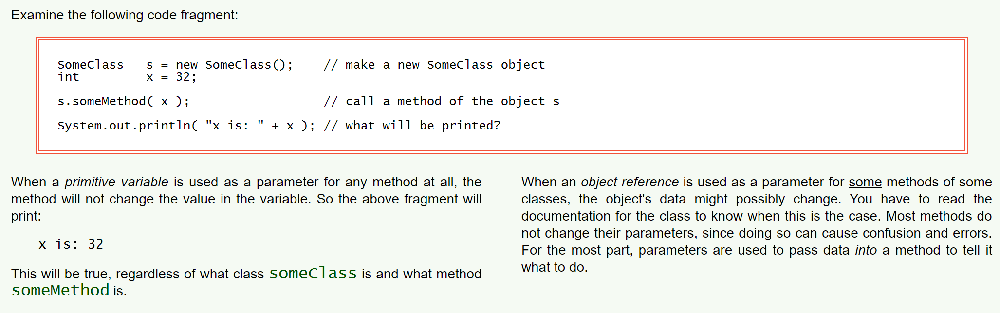 Examine the following code fragment:
SomeClass   s = new SomeClass();    // make a new SomeClass object
int         x = 32;
s.someMethod( x );                  // call a method of the object s
System.out.println( "x is: " + x ); // what will be printed?
When a primitive variable is used as a parameter for any method at all, the
method will not change the value in the variable. So the above fragment will
print:
x is: 32
This will be true, regardless of what class someClass is and what method
someMethod is.
When an object reference is used as a parameter for some methods of some
classes, the object's data might possibly change. You have to read the
documentation for the class to know when this is the case. Most methods do
not change their parameters, since doing so can cause confusion and errors.
For the most part, parameters are used to pass data into a method to tell it
what to do.